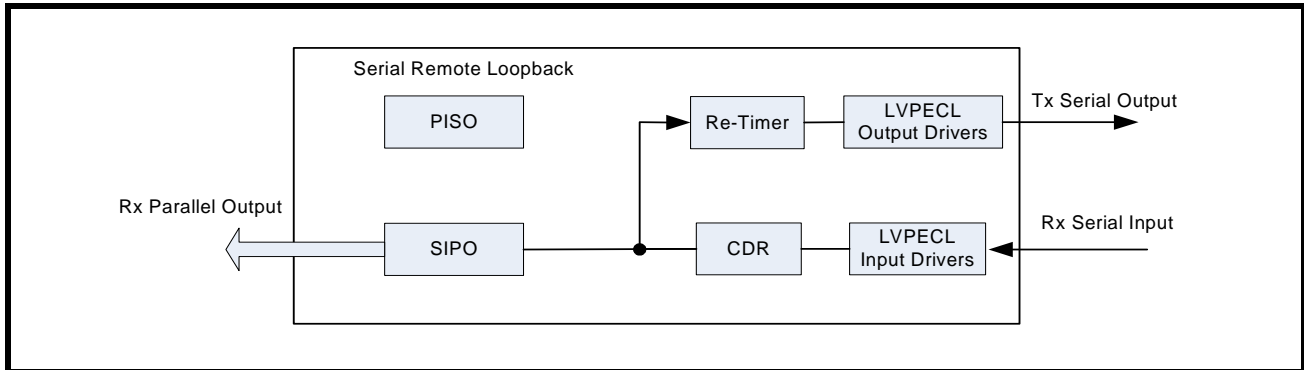 Serial Remote Loopback
PISO
Re-Timer
LVPECL
Output Drivers
Tx Serial Output
Rx Parallel Output
SIPO
CDR
LVPECL
Input Drivers
Rx Serial Input